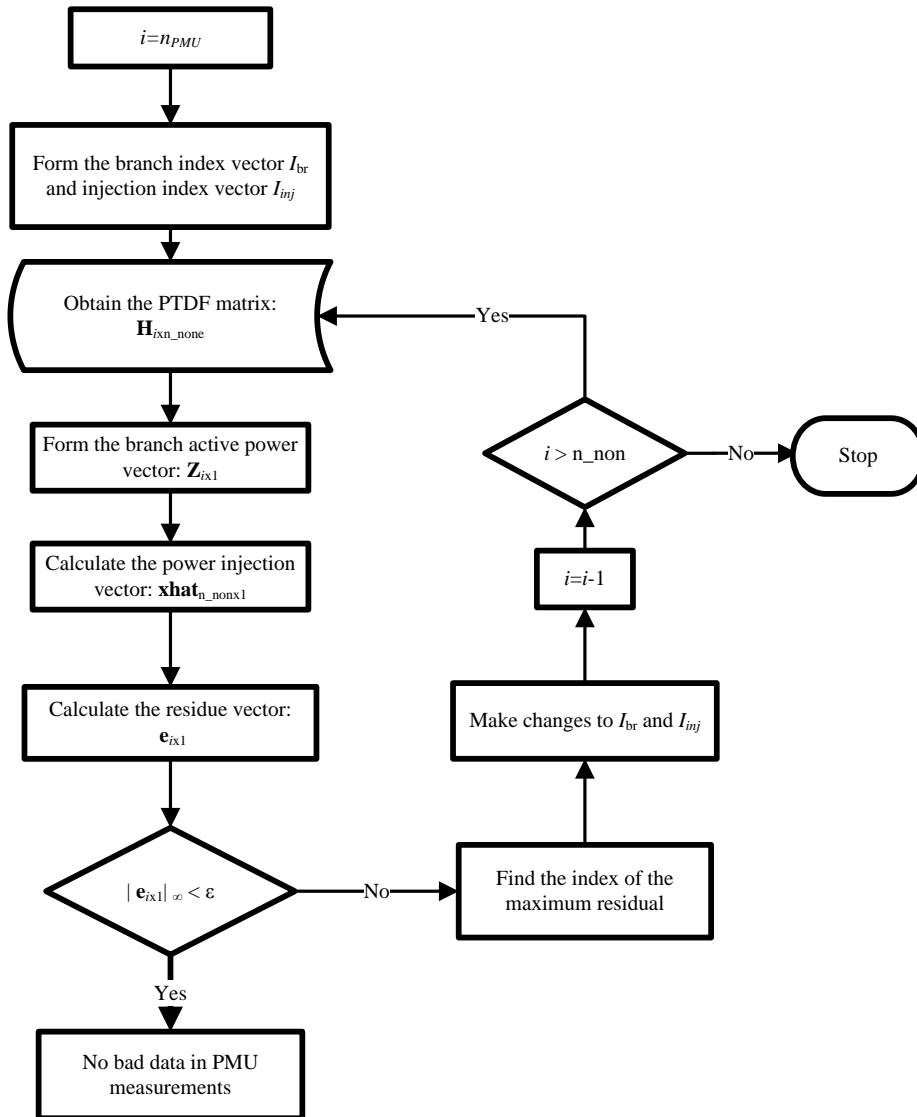 i=nPMU
Form the branch index vector Ibr
and injection index vector Iinj
Obtain the PTDF matrix:
Hixn_none
Yes
Form the branch active power
vector: Zix1
i > n_non
No
Stop
Calculate the power injection
vector: xhatn_nonx1
i=i-1
Calculate the residue vector:
eix1
Make changes to Ibr and Iinj
| eix1| ∞ < ε
No
Find the index of the
maximum residual
Yes
No bad data in PMU
measurements